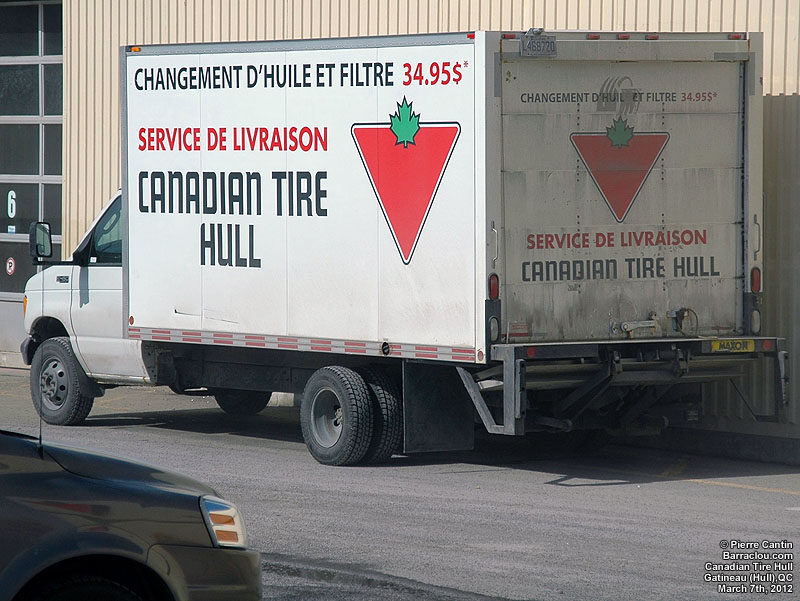 CHANGEMENT D'HUILE ET FILTRE 34.95$*
SERVICE DE LIVRAISON
CANADIAN TIRE
HULL
L468720
CHANGEMENT D'HUILE ET FILTRE 34.95$*
SERVICE DE LIVRAISON
CANADIAN TIRE HULL
MAXON
6
© Pierre Cantin
Barraclou.com
Canadian Tire Hull
Gatineau (Hull),QC
March 7th, 2012